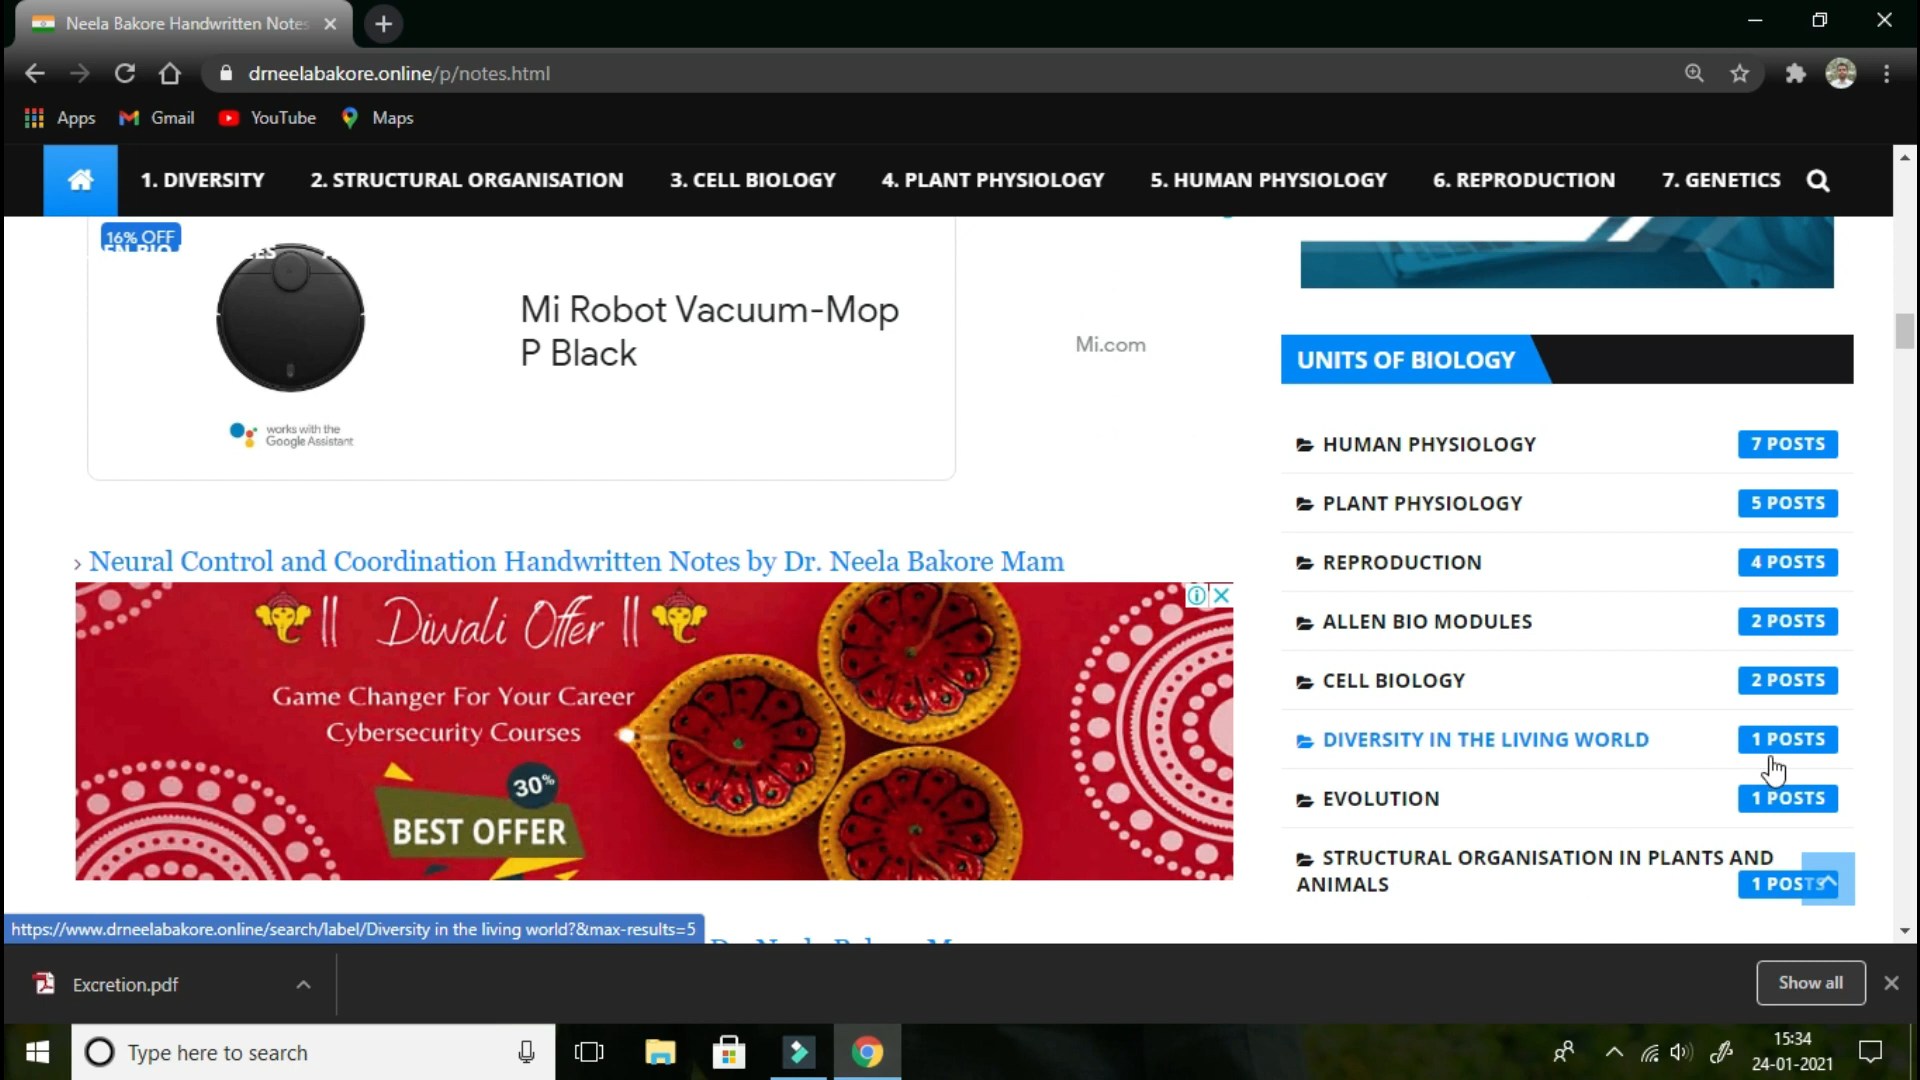 Neela Bakore Handwritten Notes
drneelabakore.online/p/notes.html
Apps
Gmail
YouTube
Maps
1. DIVERSITY
2. STRUCTURAL ORGANISATION
3. CELL BIOLOGY
4. PLANT PHYSIOLOGY
5. HUMAN PHYSIOLOGY
6. REPRODUCTION
7. GENETICS
16% OFF
Mi Robot Vacuum-Mop
P Black
Mi.com
works with the
Google Assistant
› Neural Control and Coordination Handwritten Notes by Dr. Neela Bakore Mam
|| Diwali Offer ||
Game Changer For Your Career
Cybersecurity Courses
30%
BEST OFFER
UNITS OF BIOLOGY
HUMAN PHYSIOLOGY 7 POSTS
PLANT PHYSIOLOGY 5 POSTS
REPRODUCTION 4 POSTS
ALLEN BIO MODULES 2 POSTS
CELL BIOLOGY 2 POSTS
DIVERSITY IN THE LIVING WORLD 1 POSTS
EVOLUTION 1 POSTS
STRUCTURAL ORGANISATION IN PLANTS AND
ANIMALS 1 POSTS
https://www.drneelabakore.online/search/label/Diversity in the living world?&max-results=5
Excretion.pdf
Show all
Type here to search
15:34
24-01-2021